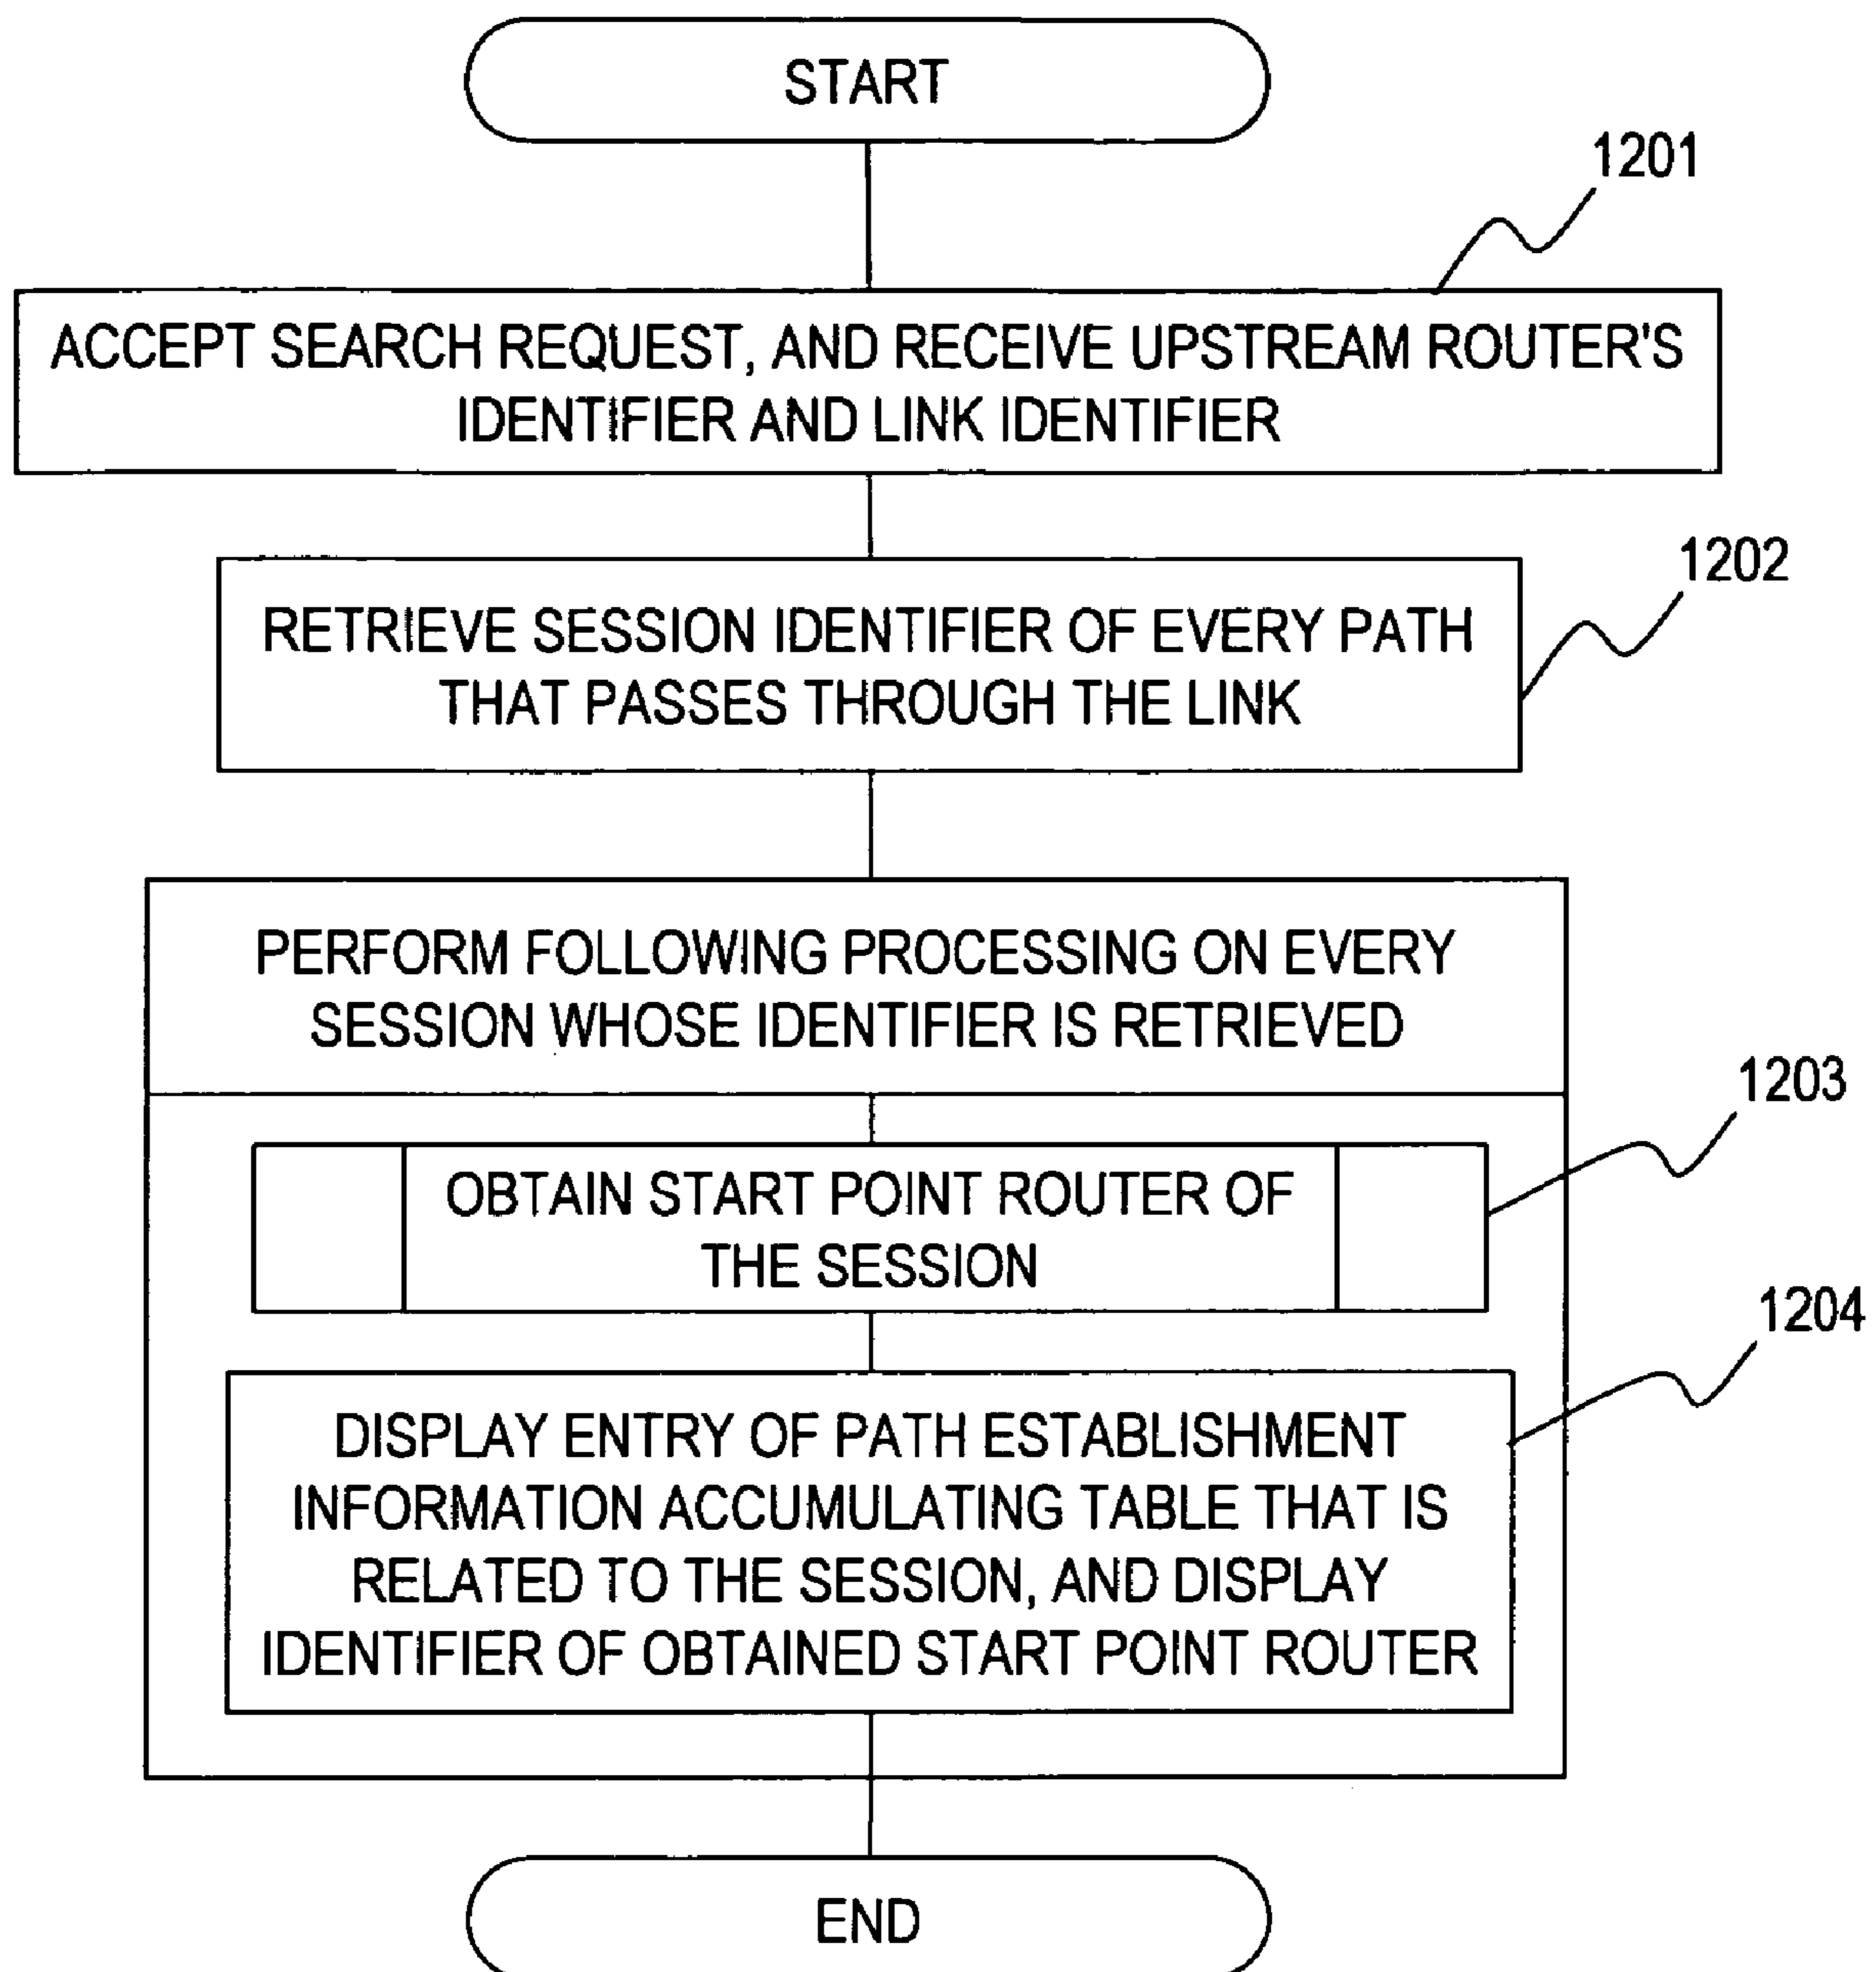 START
1201
ACCEPT SEARCH REQUEST, AND RECEIVE UPSTREAM ROUTER'S
IDENTIFIER AND LINK IDENTIFIER
1202
RETRIEVE SESSION IDENTIFIER OF EVERY PATH
THAT PASSES THROUGH THE LINK
PERFORM FOLLOWING PROCESSING ON EVERY
SESSION WHOSE IDENTIFIER IS RETRIEVED
1203
OBTAIN START POINT ROUTER OF
THE SESSION
1204
DISPLAY ENTRY OF PATH ESTABLISHMENT
INFORMATION ACCUMULATING TABLE THAT IS
RELATED TO THE SESSION, AND DISPLAY
IDENTIFIER OF OBTAINED START POINT ROUTER
END